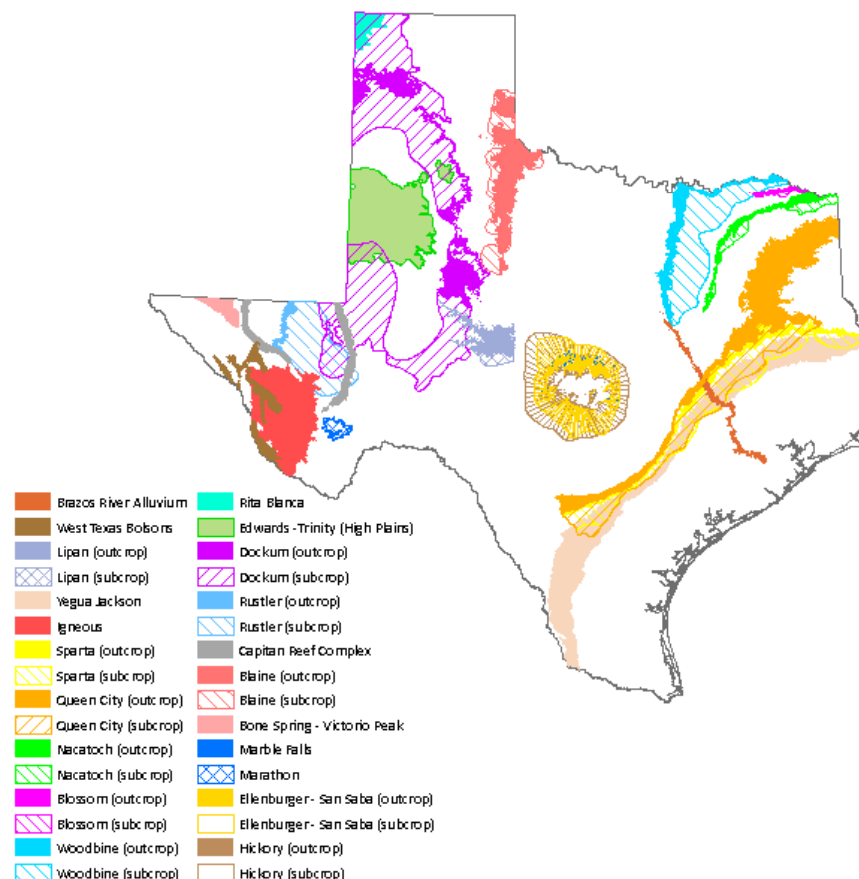 Brazos River Alluvium
West Texas Bolsons
Lipan (outcrop)
Lipan (subcrop)
Yegua Jackson
Igneous
Sparta (outcrop)
Sparta (subcrop)
Queen City (outcrop)
Queen City (subcrop)
Nacatoch (outcrop)
Nacatoch (subcrop)
Blossom (outcrop)
Blossom (subcrop)
Woodbine (outcrop)
Woodbine (subcrop)
Rita Blanca
Edwards -Trinity (High Plains)
Dockum (outcrop)
Dockum (subcrop)
Rustler (outcrop)
Rustler (subcrop)
Capitan Reef Complex
Blaine (outcrop)
Blaine (subcrop)
Bone Spring - Victorio Peak
Marble Falls
Marathon
Ellenburger - San Saba (outcrop)
Ellenburger - San Saba (subcrop)
Hickory (outcrop)
Hickory (subcrop)